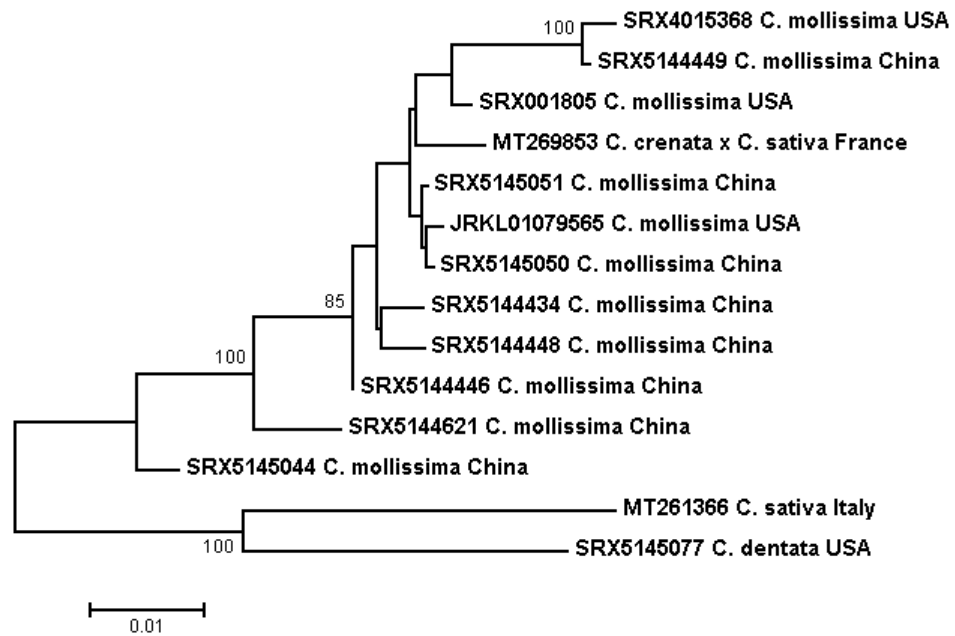 100
SRX4015368 C. mollissima USA
SRX5144449 C. mollissima China
SRX001805 C. mollissima USA
MT269853 C. crenata x C. sativa France
SRX5145051 C. mollissima China
JRKL01079565 C. mollissima USA
SRX5145050 C. mollissima China
85
SRX5144434 C. mollissima China
SRX5144448 C. mollissima China
100
SRX5144446 C. mollissima China
SRX5144621 C. mollissima China
SRX5145044 C. mollissima China
MT261366 C. sativa Italy
100
SRX5145077 C. dentata USA
0.01